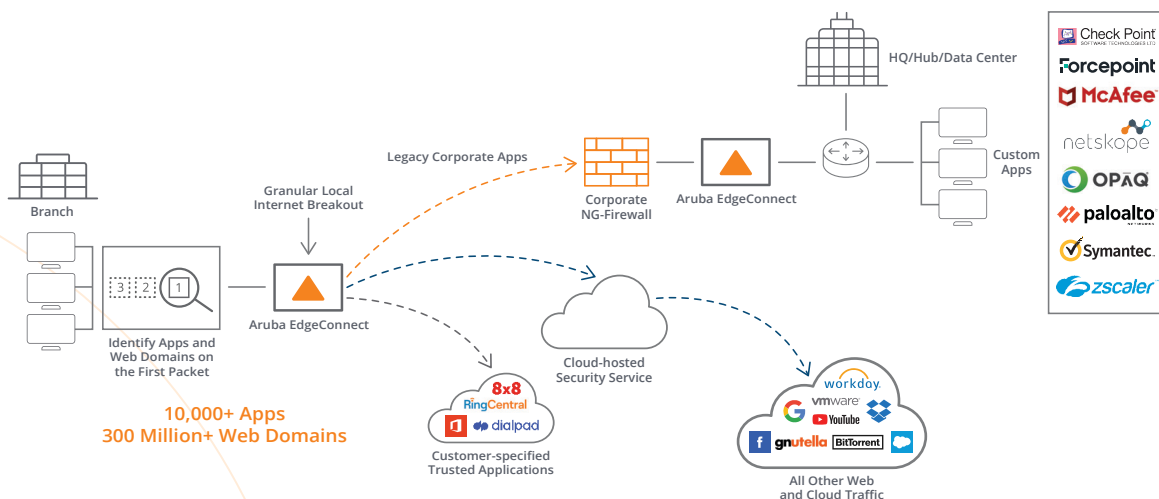 Branch
3 2 1
Identify Apps and
Web Domains on
the First Packet
10,000+ Apps
300 Million+ Web Domains
Granular Local
Internet Breakout
Aruba EdgeConnect
Legacy Corporate Apps
Corporate
NG-Firewall
Aruba EdgeConnect
HQ/Hub/Data Center
Custom
Apps
Cloud-hosted
Security Service
8x8
RingCentral
dialpad
Customer-specified
Trusted Applications
workday.
vmware
YouTube
f gnutella BitTorrent
All Other Web
and Cloud Traffic
Check Point
SOFTWARE TECHNOLOGIES LTD
Forcepoint
McAfee
netskope
OPĀQ
paloalto
NETWORKS
Symantec.
zscaler